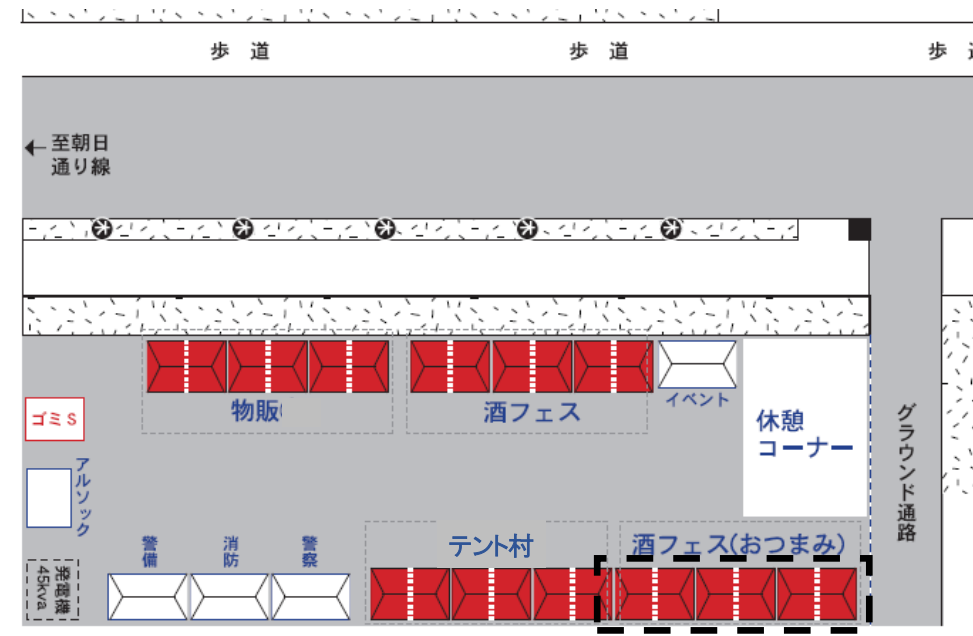 歩 道
歩 道
歩
← 至朝日
通り線
物販
酒フェス
イベント
休憩
コーナー
ゴミS
アルソック
グラウンド通路
警備
消防
警察
テント村
酒フェス(おつまみ)
発電機
45kva